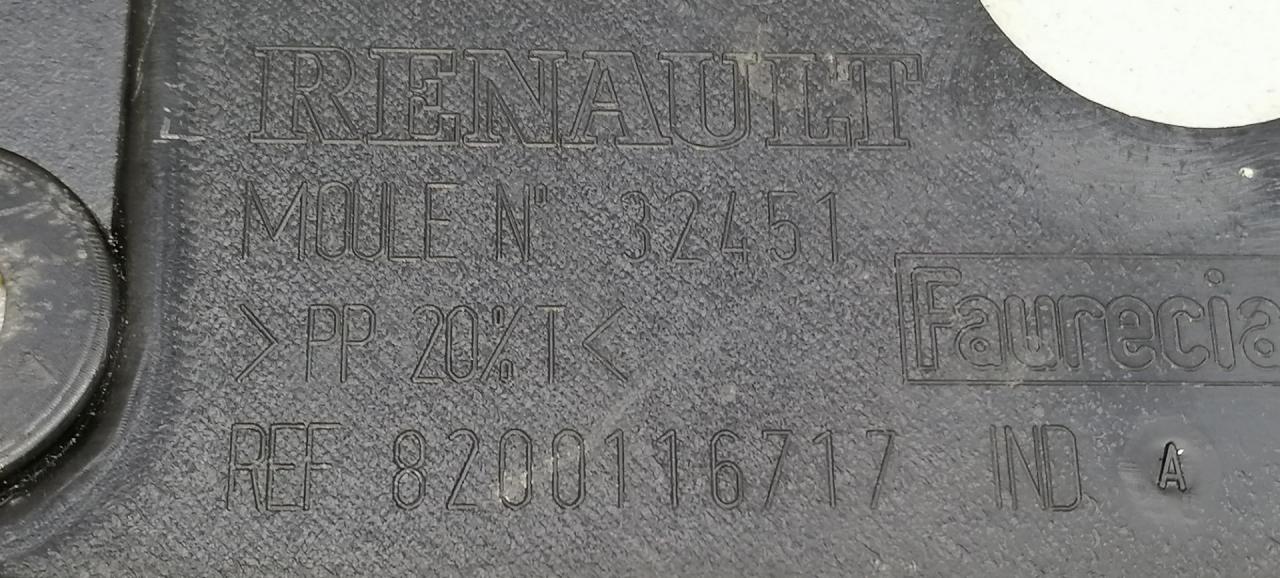 RENAULT
MOULE N° 32451
>PP 20%T<
Faurecia
REF 8200116717 IND A